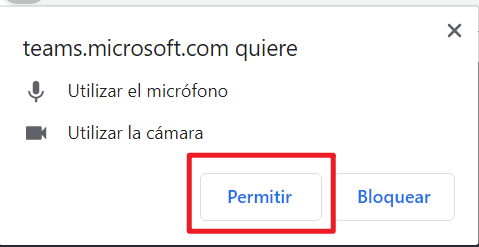 teams.microsoft.com quiere
Utilizar el micrófono
Utilizar la cámara
Permitir Bloquear